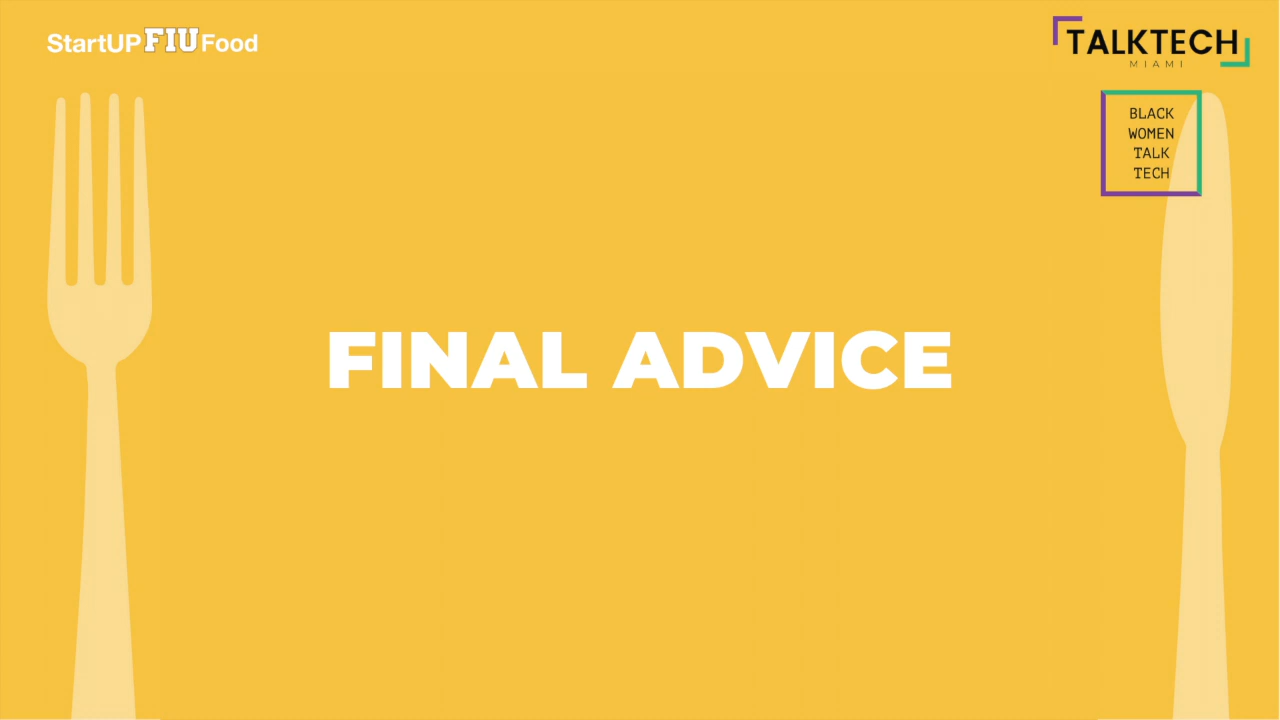 StartUP FIU Food
TALKTECH
MIAMI
BLACK
WOMEN
TALK
TECH
FINAL ADVICE